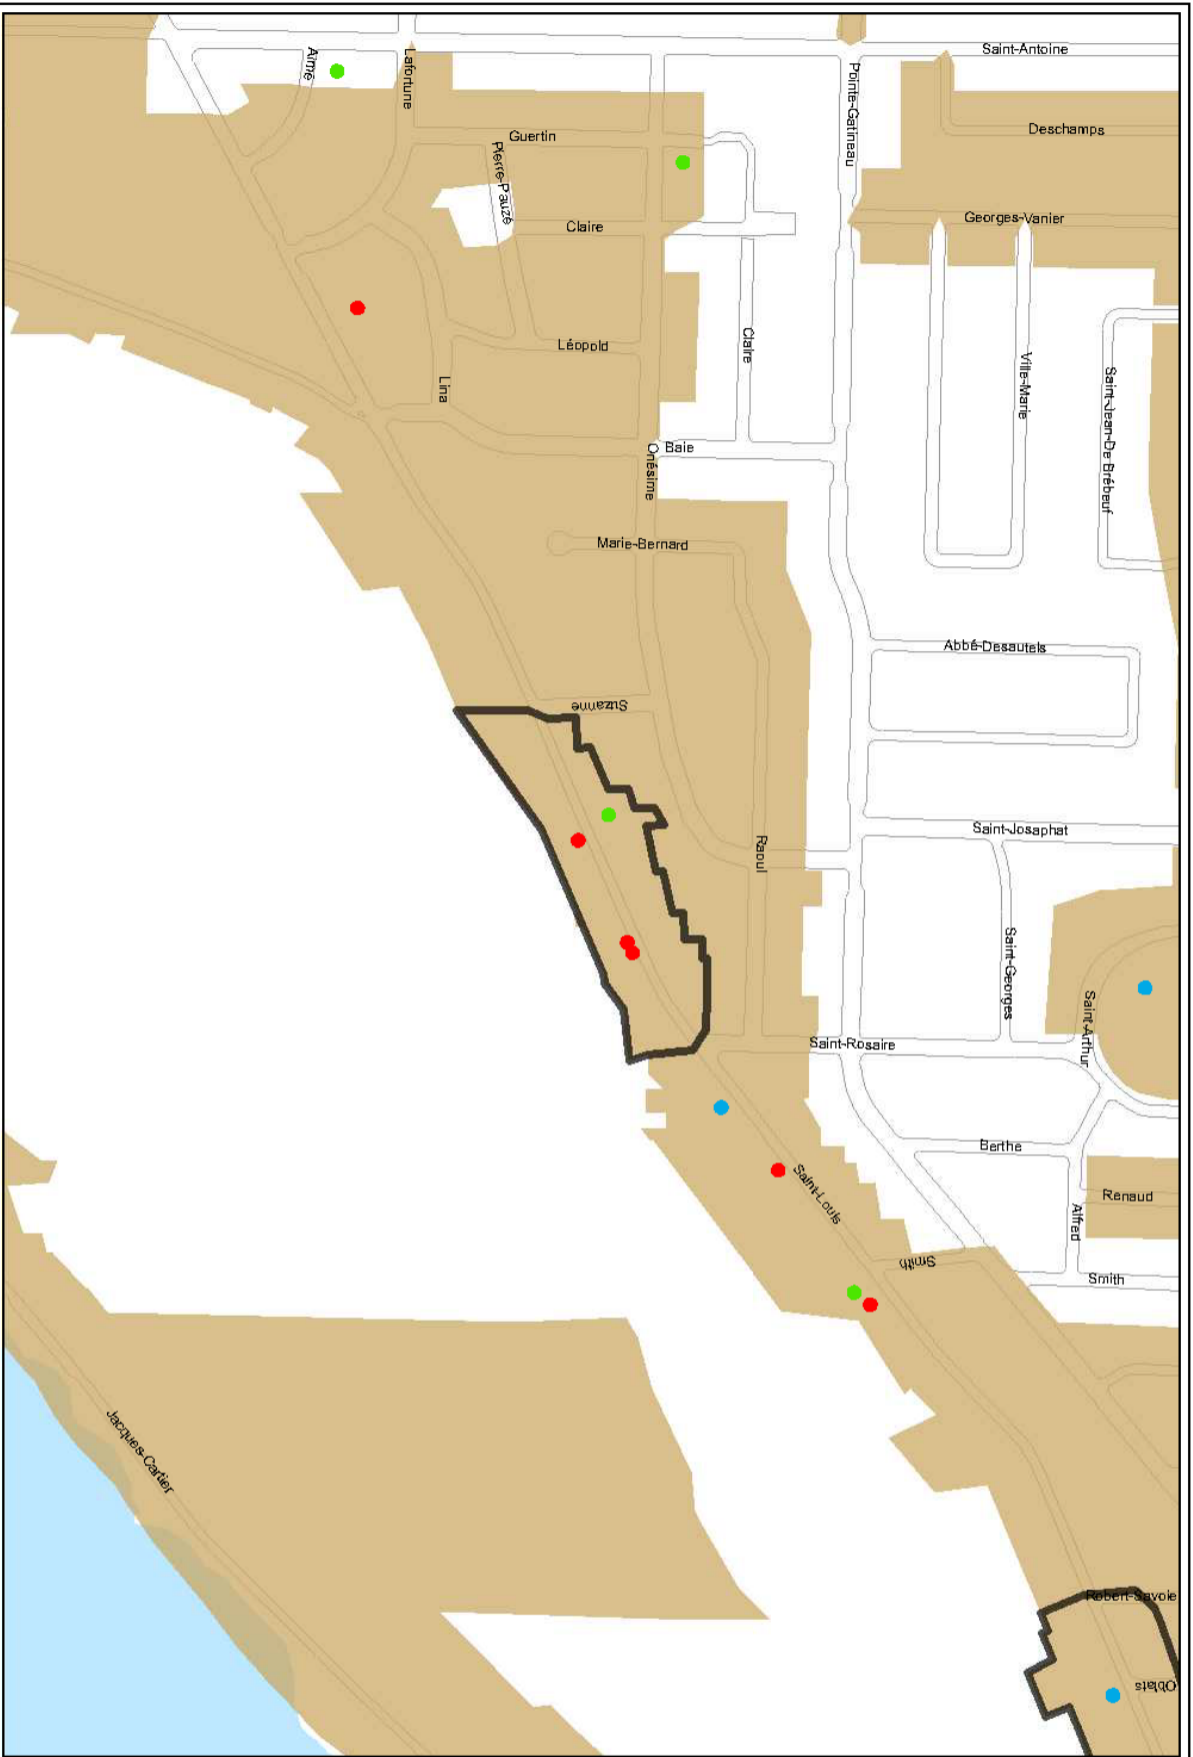 Saint-Antoine
Aimé
Lafortune
Pointe-Gatineau
Deschamps
Guertin
Pierre-Pauzé
Georges-Vanier
Claire
Claire
Léopold
Ville-Marie
Saint-Jean-De Brébeuf
Lina
Baie
Onésime
Marie-Bernard
Abbé-Desautels
Suzanne
Saint-Josaphat
Raoul
Saint-Georges
Saint-Arthur
Saint-Rosaire
Berthe
Renaud
Saint-Louis
Alfred
Smith
Smith
Jacques-Cartier
Robert-Savoie
Oblats